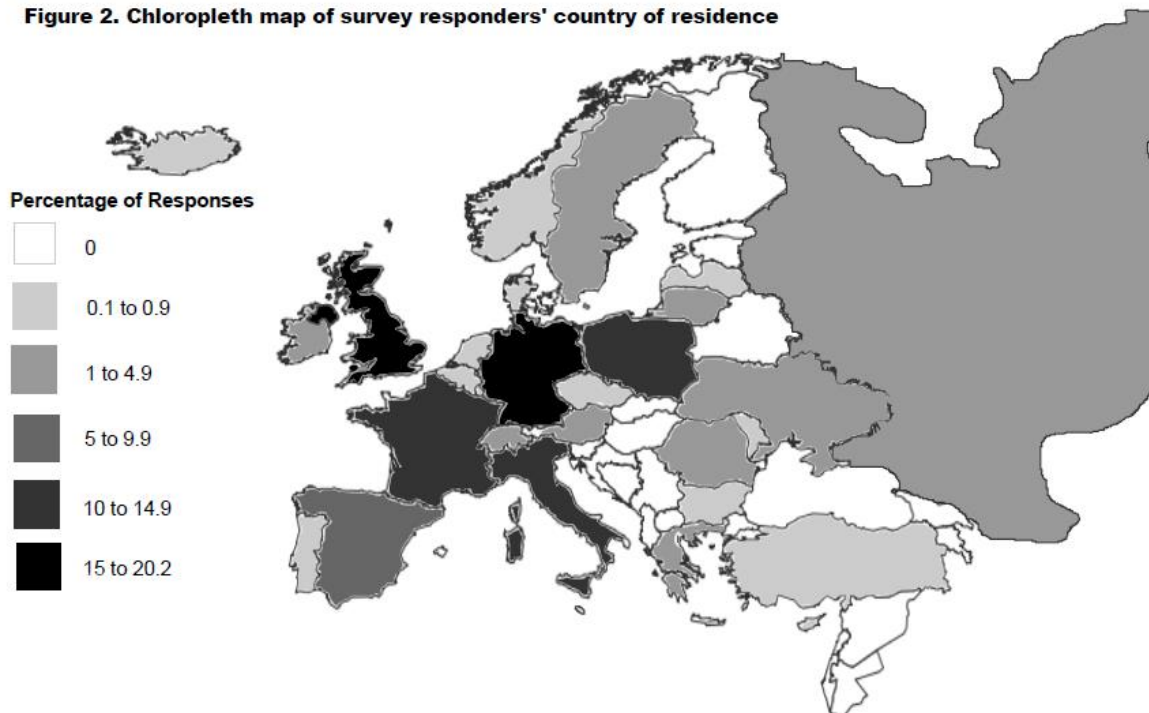 Figure 2. Chloropleth map of survey responders' country of residence
Percentage of Responses
0
0.1 to 0.9
1 to 4.9
5 to 9.9
10 to 14.9
15 to 20.2